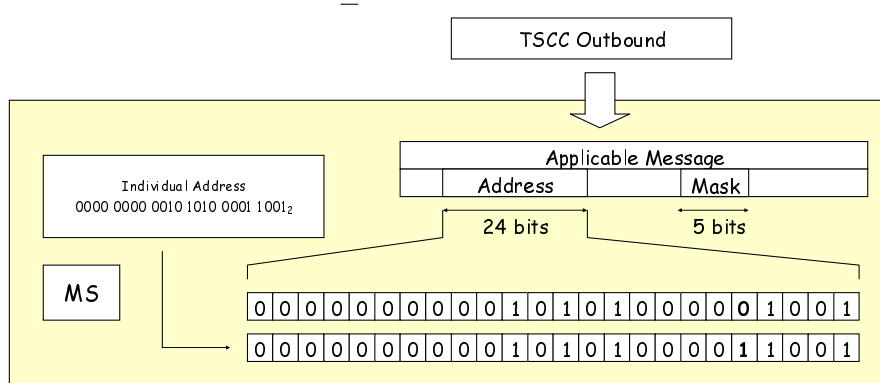 TSCC Outbound
Applicable Message
Address Mask
24 bits 5 bits
Individual Address
0000 0000 0010 1010 0001 1001₂
MS
0 0 0 0 0 0 0 0 0 0 1 0 1 0 1 0 0 0 0 0 1 0 0 1
0 0 0 0 0 0 0 0 0 0 1 0 1 0 1 0 0 0 0 1 1 0 0 1